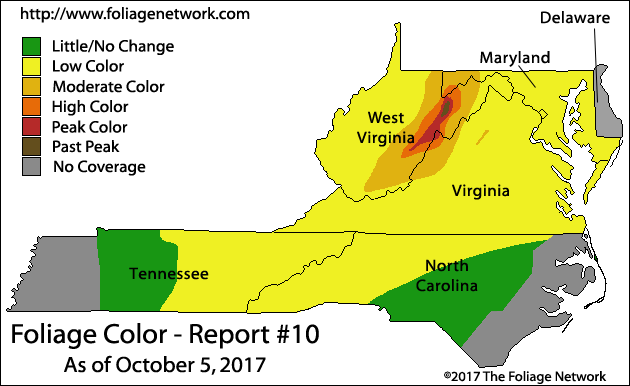 http://www.foliagenetwork.com
Delaware
Little/No Change
Low Color
Moderate Color
High Color
Peak Color
Past Peak
No Coverage
Maryland
West
Virginia
Virginia
Tennessee
North
Carolina
Foliage Color - Report #10
As of October 5, 2017
©2017 The Foliage Network